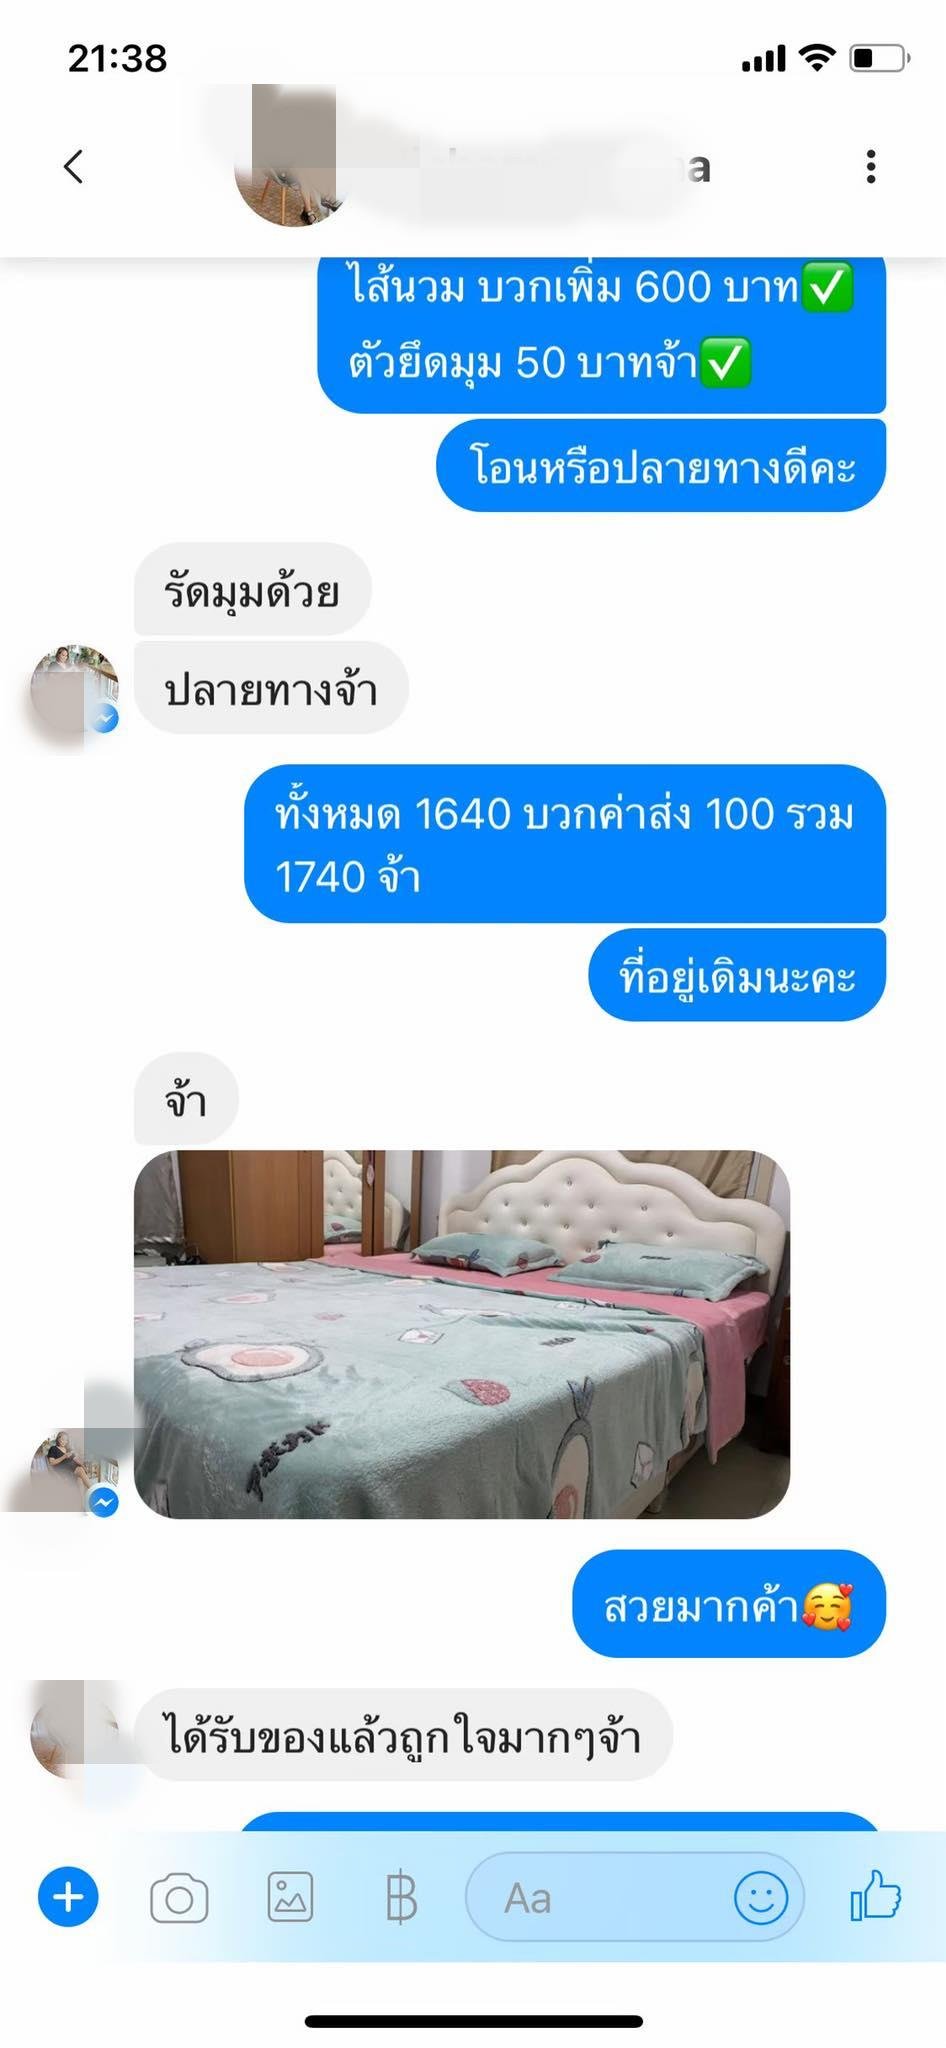 21:38
a
ไส้นวม บวกเพิ่ม 600 บาท✅
ตัวยึดมุม 50 บาทจ้า✅
โอนหรือปลายทางดีคะ
รัดมุมด้วย
ปลายทางจ้า
ทั้งหมด 1640 บวกค่าส่ง 100 รวม
1740 จ้า
ที่อยู่เดิมนะคะ
จ้า
สวยมากค้า🥰
ได้รับของแล้วถูกใจมากๆจ้า
Aa